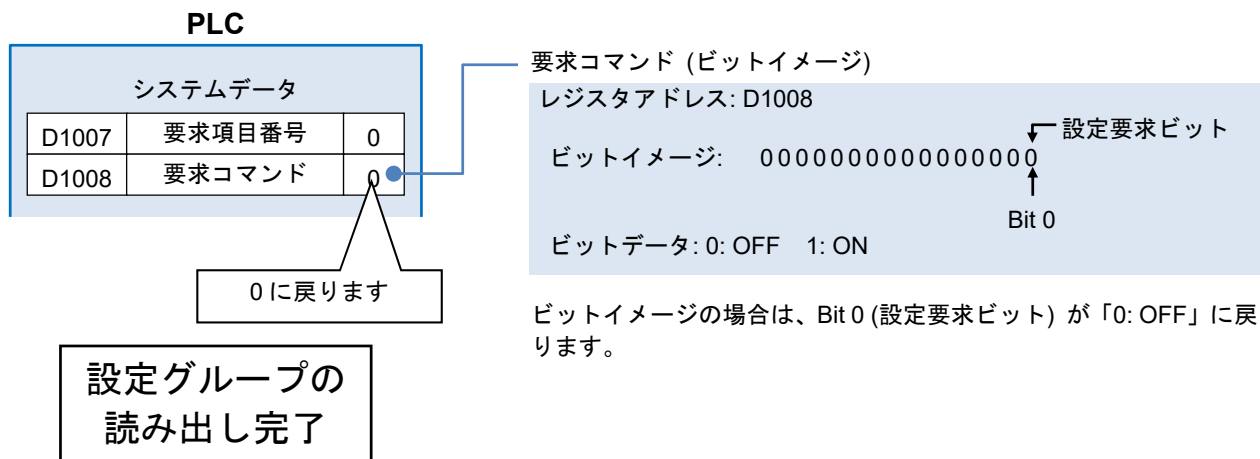 PLC
システムデータ
D1007 要求項目番号 0
D1008 要求コマンド 0
0 に戻ります
設定グループの
読み出し完了
要求コマンド (ビットイメージ)
レジスタアドレス: D1008
設定要求ビット
ビットイメージ: 0000000000000000
Bit 0
ビットデータ: 0: OFF 1: ON
ビットイメージの場合は、Bit 0 (設定要求ビット) が「0: OFF」に戻
ります。